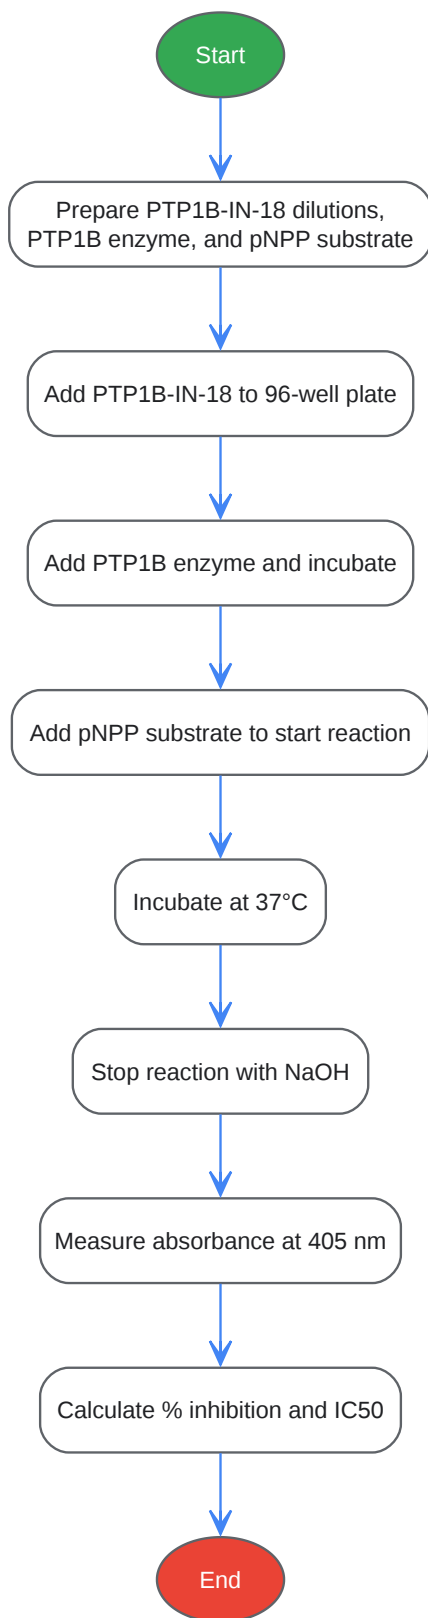 Start
Prepare PTP1B-IN-18 dilutions,
PTP1B enzyme, and pNPP substrate
Add PTP1B-IN-18 to 96-well plate
Add PTP1B enzyme and incubate
Add pNPP substrate to start reaction
Incubate at 37°C
Stop reaction with NaOH
Measure absorbance at 405 nm
Calculate % inhibition and IC50
End